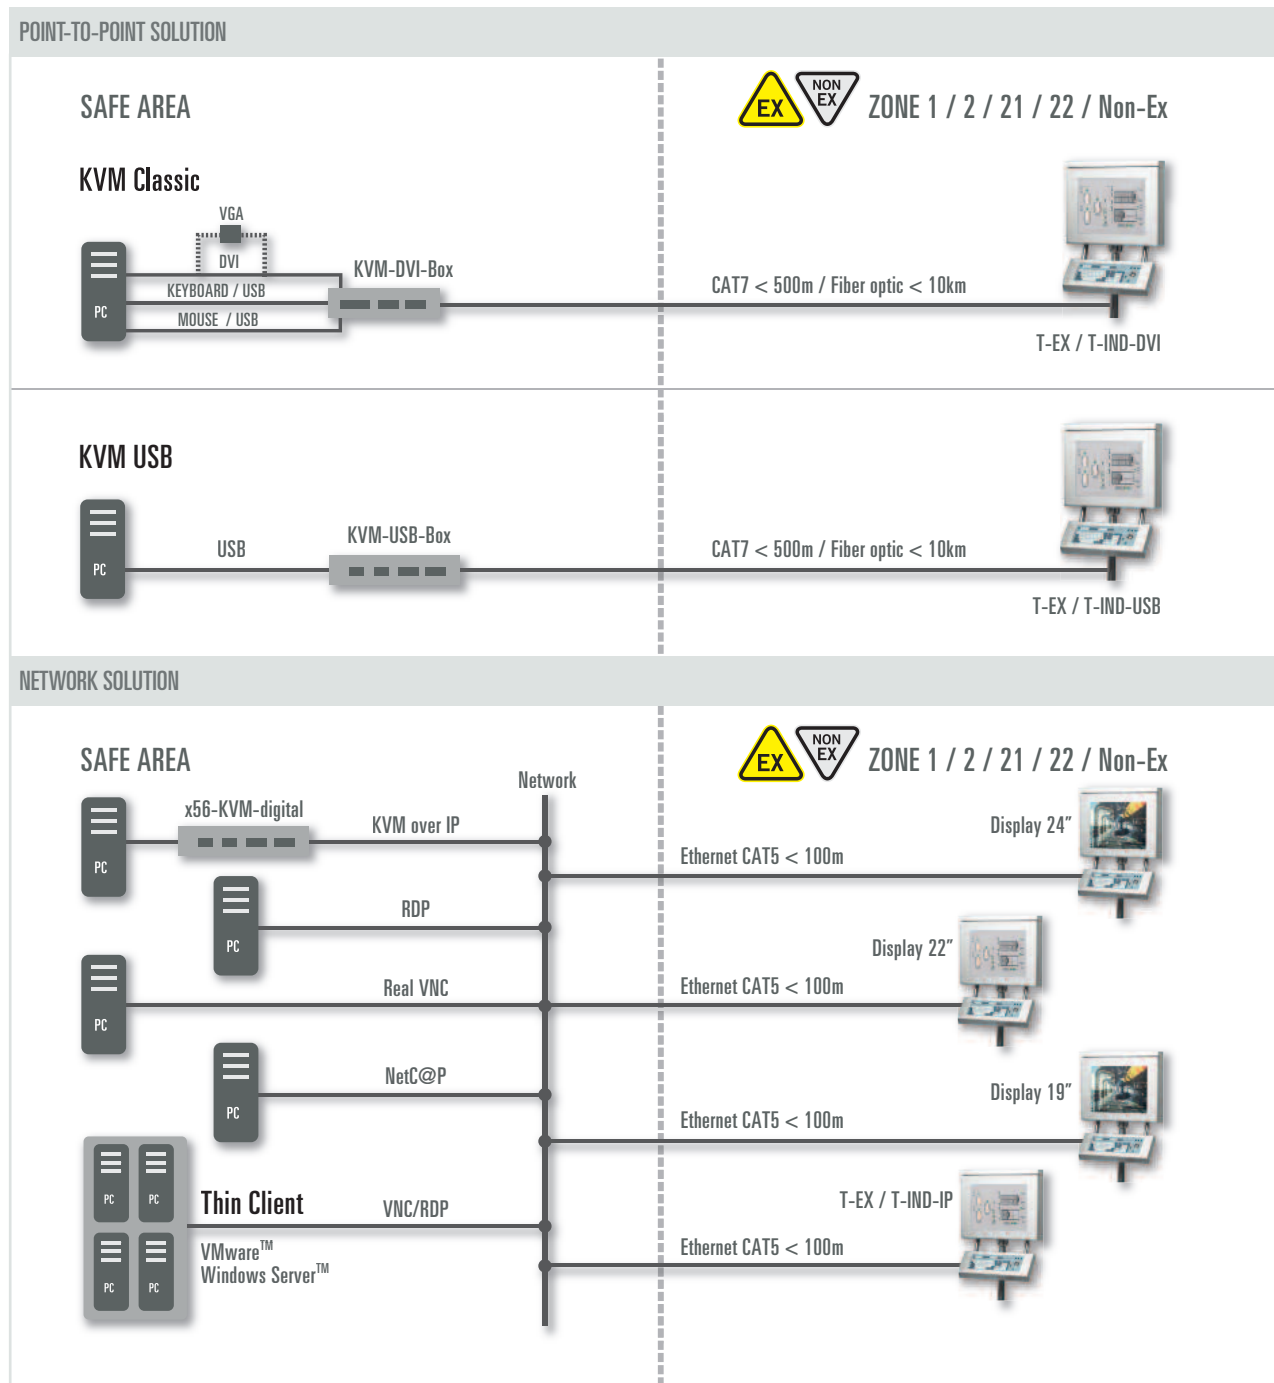 POINT-TO-POINT SOLUTION
SAFE AREA
EX
NON
EX
ZONE 1 / 2 / 21 / 22 / Non-Ex
KVM Classic
VGA
DVI
KVM-DVI-Box
KEYBOARD / USB
PC
MOUSE / USB
CAT7 < 500m / Fiber optic < 10km
T-EX / T-IND-DVI
KVM USB
PC
USB
KVM-USB-Box
CAT7 < 500m / Fiber optic < 10km
T-EX / T-IND-USB
NETWORK SOLUTION
SAFE AREA
EX
NON
EX
ZONE 1 / 2 / 21 / 22 / Non-Ex
Network
x56-KVM-digital
KVM over IP
PC
Display 24"
Ethernet CAT5 < 100m
RDP
PC
Display 22"
Real VNC
PC
Ethernet CAT5 < 100m
NetC@P
PC
Display 19"
Ethernet CAT5 < 100m
PC
PC
PC
PC
Thin Client
VNC/RDP
VMware™
Windows Server™
T-EX / T-IND-IP
Ethernet CAT5 < 100m